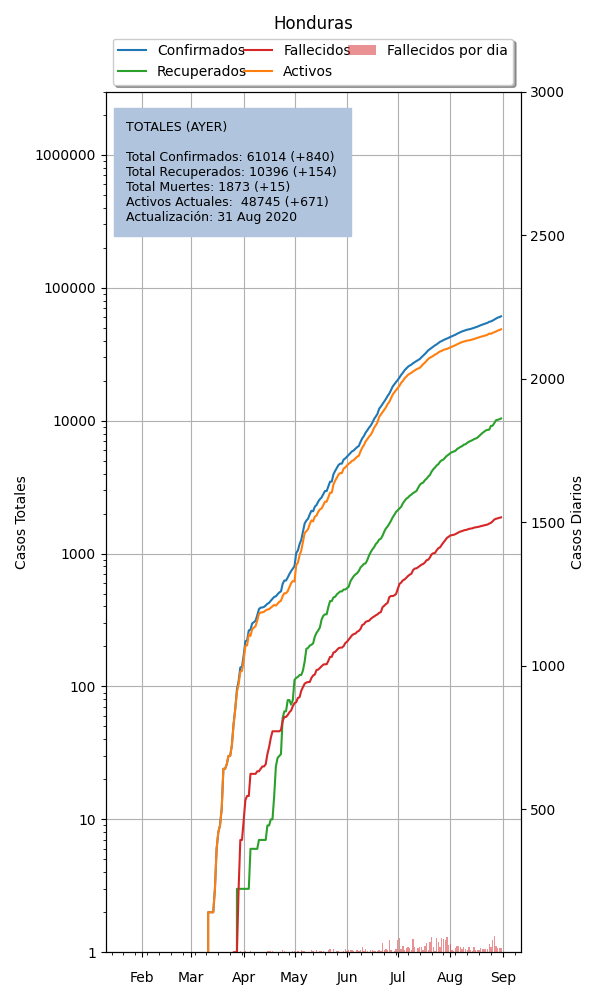 Honduras
Confirmados
Recuperados
Fallecidos
Activos
Fallecidos por dia
TOTALES (AYER)
Total Confirmados: 61014 (+840)
Total Recuperados: 10396 (+154)
Total Muertes: 1873 (+15)
Activos Actuales:  48745 (+671)
Actualización: 31 Aug 2020
Casos Totales
1000000
100000
10000
1000
100
10
1
Casos Diarios
3000
2500
2000
1500
1000
500
Feb Mar Apr May Jun Jul Aug Sep